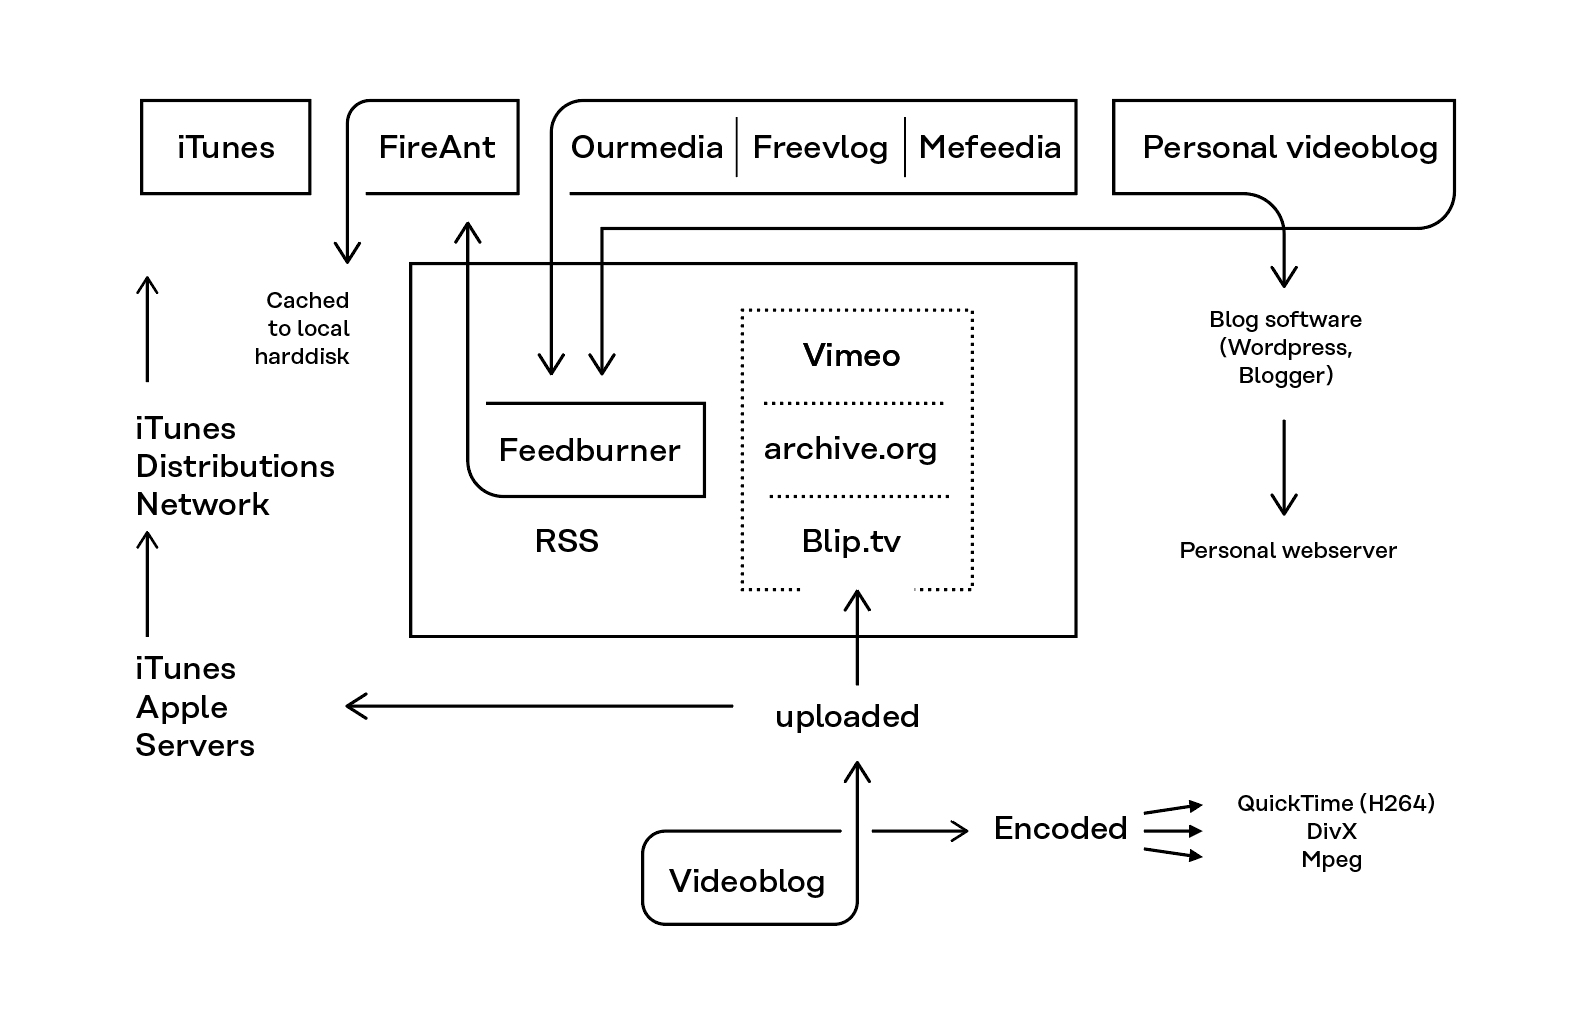 iTunes
FireAnt
Ourmedia
Freevlog
Mefeedia
Personal videoblog
Cached
to local
harddisk
Blog software
(Wordpress,
Blogger)
Vimeo
archive.org
Blip.tv
Feedburner
RSS
iTunes
Distributions
Network
Personal webserver
iTunes
Apple
Servers
uploaded
Videoblog
Encoded
QuickTime (H264)
DivX
Mpeg